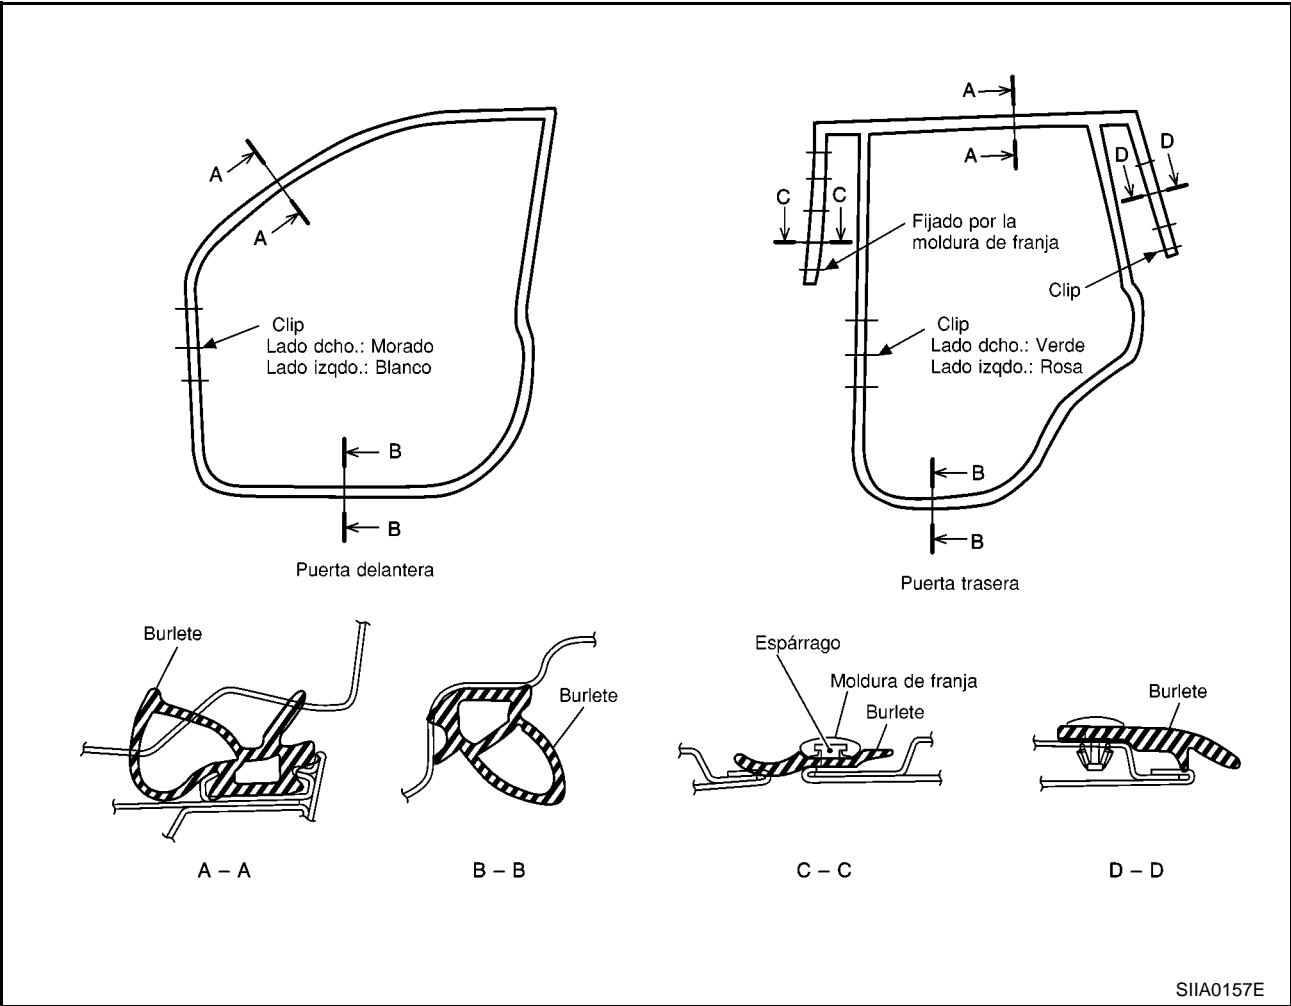 A
A
Clip
Lado dcho.: Morado
Lado izqdo.: Blanco
B
B
Puerta delantera
A
A
C
C
D
D
Fijado por la
moldura de franja
Clip
Clip
Lado dcho.: Verde
Lado izqdo.: Rosa
B
B
Puerta trasera
Burlete
A – A
Burlete
B – B
Espárrago
Moldura de franja
Burlete
C – C
Burlete
D – D
SIIA0157E